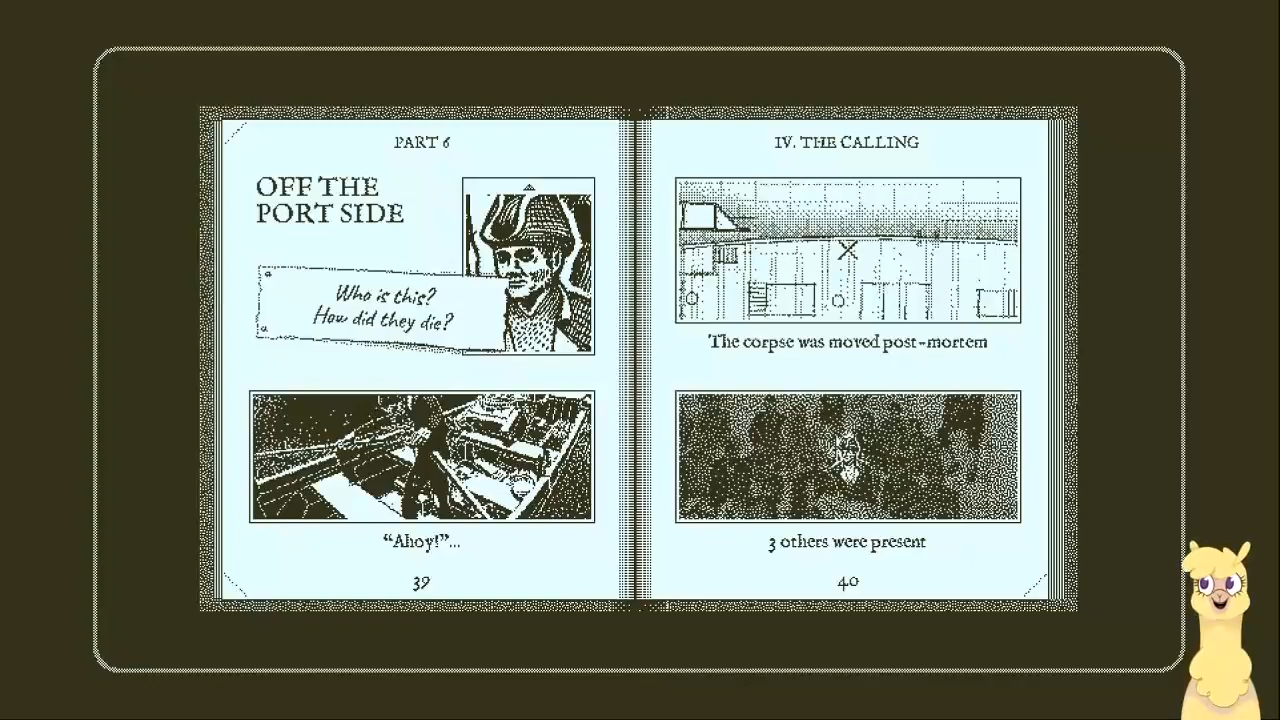 PART 6
OFF THE
PORT SIDE
Who is this?
How did they die?
"Ahoy!"...
39
IV. THE CALLING
The corpse was moved post-mortem
3 others were present
40